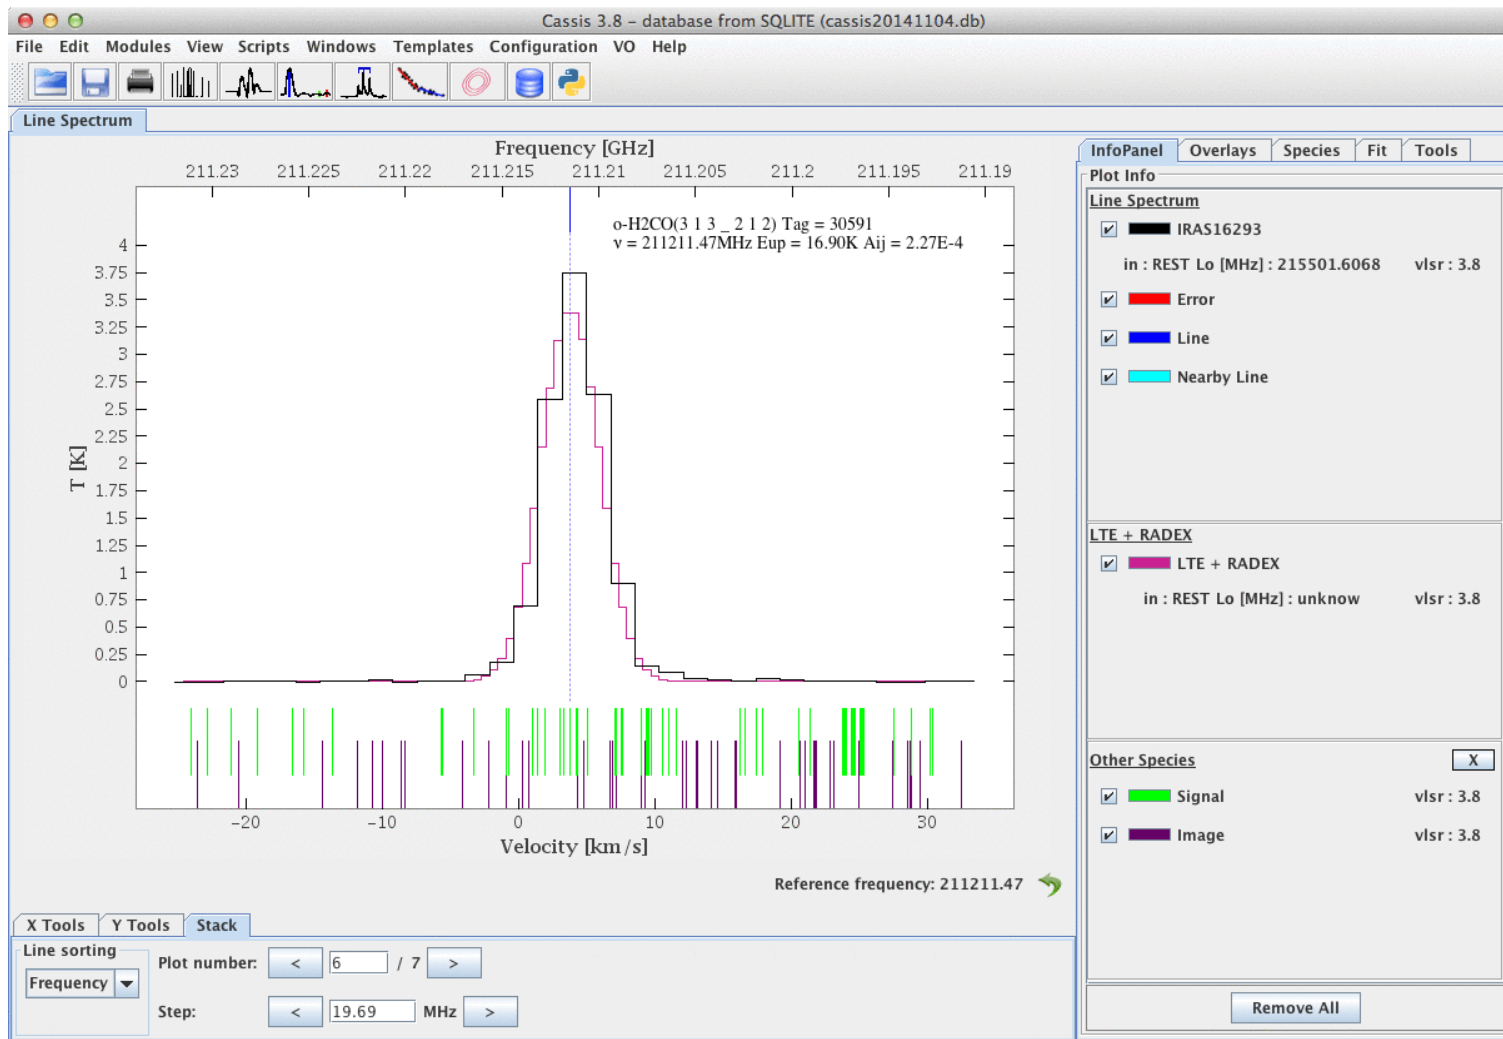 Cassis 3.8 – database from SQLITE (cassis20141104.db)
File Edit Modules View Scripts Windows Templates Configuration VO Help
Line Spectrum
Frequency [GHz]
211.23 211.225 211.22 211.215 211.21 211.205 211.2 211.195 211.19
o-H2CO(3 1 3 _ 2 1 2) Tag = 30591
ν = 211211.47MHz Eup = 16.90K Aij = 2.27E-4
4
3.75
3.5
3.25
3
2.75
2.5
2.25
2
1.75
1.5
1.25
1
0.75
0.5
0.25
0
T [K]
−20 −10 0 10 20 30
Velocity [km/s]
Reference frequency: 211211.47
InfoPanel Overlays Species Fit Tools
Plot Info
Line Spectrum
IRAS16293
in : REST Lo [MHz] : 215501.6068 vlsr : 3.8
Error
Line
Nearby Line
LTE + RADEX
LTE + RADEX
in : REST Lo [MHz] : unknow vlsr : 3.8
Other Species X
Signal vlsr : 3.8
Image vlsr : 3.8
Remove All
X Tools Y Tools Stack
Line sorting
Frequency
Plot number: < 6 / 7 >
Step: < 19.69 MHz >